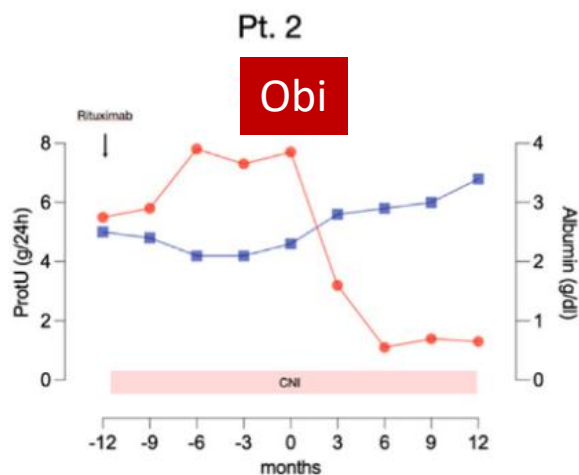 Pt. 2
Obi
Rituximab
8
6
4
2
0
ProtU (g/24h)
4
3
2
1
0
Albumin (g/dl)
CNI
-12 -9 -6 -3 0 3 6 9 12
months